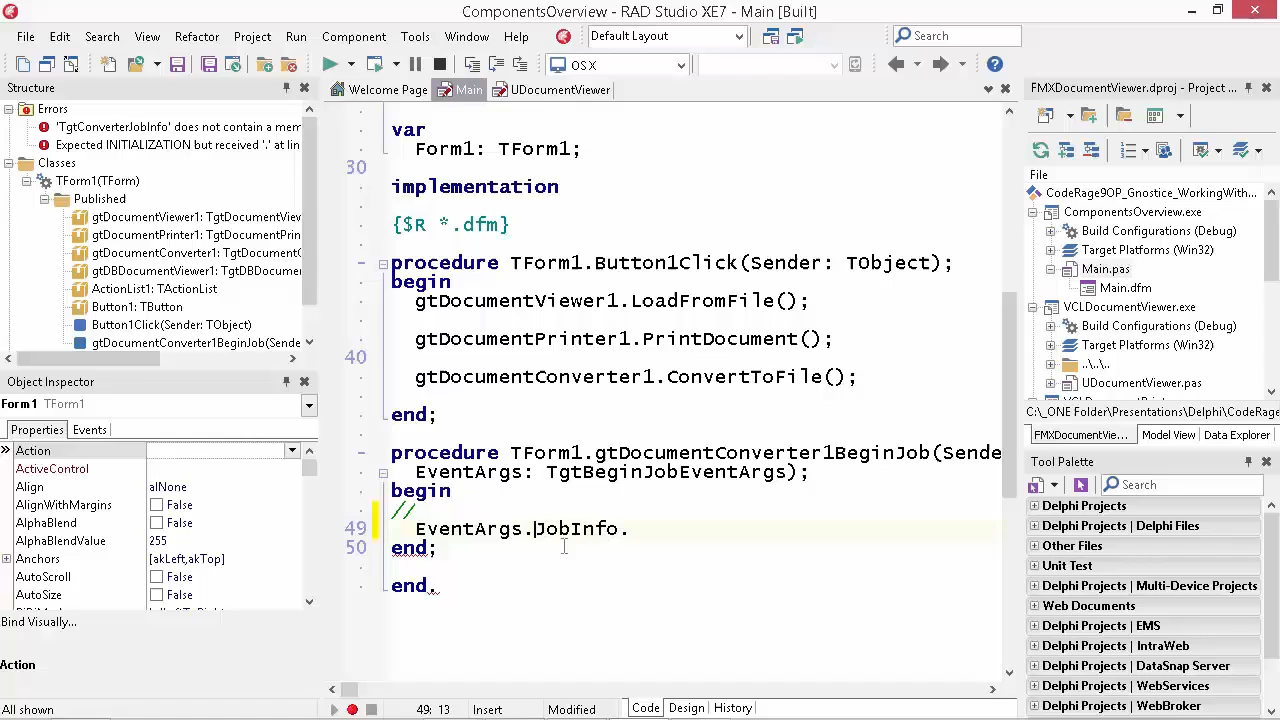 ComponentsOverview - RAD Studio XE7 - Main [Built]
File Edit Search View Refactor Project Run Component Tools Window Help Default Layout Search
OSX
Structure
Errors
'TgtConverterJobInfo' does not contain a mem
Expected INITIALIZATION but received '.' at lin
Classes
TForm1(TForm)
Published
gtDocumentViewer1: TgtDocumentView
gtDocumentPrinter1: TgtDocumentPrin
gtDocumentConverter1: TgtDocumentC
gtDBDocumentViewer1: TgtDBDocumen
ActionList1: TActionList
Button1: TButton
Button1Click(Sender: TObject)
gtDocumentConverter1BeginJob(Sende
Object Inspector
Form1 TForm1
Properties Events
Action
ActiveControl
Align alNone
AlignWithMargins False
AlphaBlend False
AlphaBlendValue 255
Anchors [akLeft,akTop]
AutoScroll False
AutoSize False
Bind Visually...
Action
All shown
Welcome Page Main UDocumentViewer
var
Form1: TForm1;
30
implementation
{$R *.dfm}
procedure TForm1.Button1Click(Sender: TObject);
begin
gtDocumentViewer1.LoadFromFile();
gtDocumentPrinter1.PrintDocument();
40
gtDocumentConverter1.ConvertToFile();
end;
procedure TForm1.gtDocumentConverter1BeginJob(Sende
EventArgs: TgtBeginJobEventArgs);
begin
//
49 EventArgs.JobInfo.
50 end;
end.
49: 13 Insert Modified Code Design History
FMXDocumentViewer.dproj - Project ...
File
CodeRage9OP_Gnostice_WorkingWith...
ComponentsOverview.exe
Build Configurations (Debug)
Target Platforms (Win32)
Main.pas
Main.dfm
VCLDocumentViewer.exe
Build Configurations (Debug)
Target Platforms (Win32)
..\..\..
UDocumentViewer.pas
C:\_ONE Folder\Presentations\Delphi\CodeRag
FMXDocumentVie... Model View Data Explorer
Tool Palette
Search
Delphi Projects
Delphi Projects | Delphi Files
Other Files
Unit Test
Delphi Projects | Multi-Device Projects
Web Documents
Delphi Projects | EMS
Delphi Projects | IntraWeb
Delphi Projects | DataSnap Server
Delphi Projects | WebServices
Delphi Projects | WebBroker